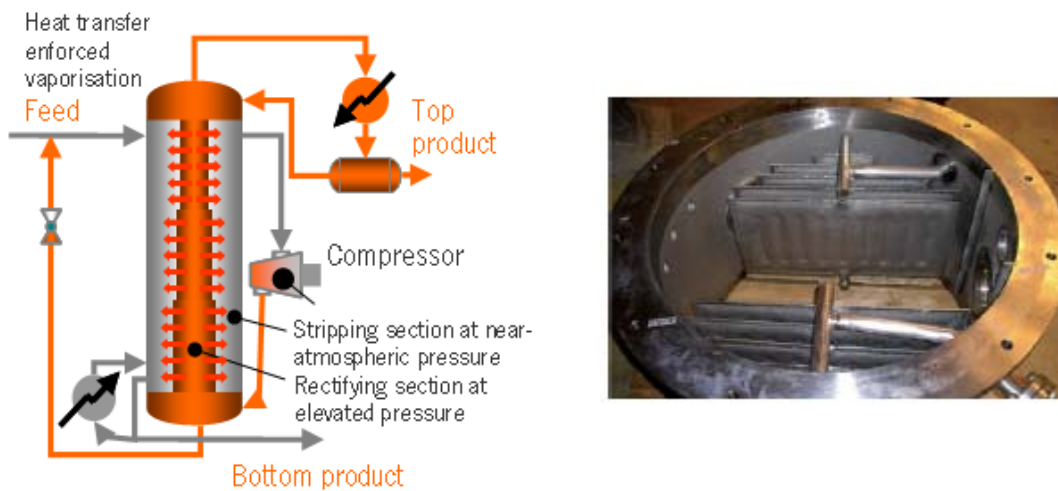 Heat transfer
enforced
vaporisation
Feed
Top
product
Compressor
Stripping section at near-
atmospheric pressure
Rectifying section at
elevated pressure
Bottom product